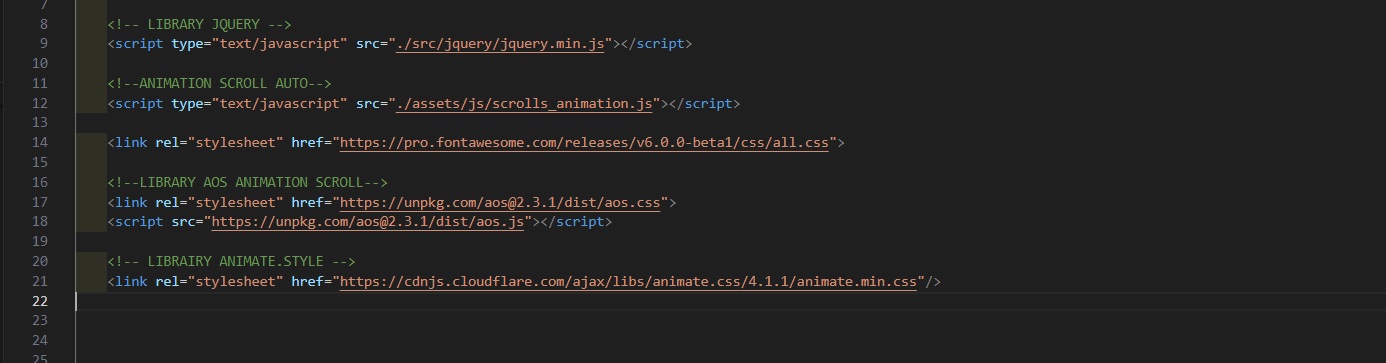 7
8 <!-- LIBRARY JQUERY -->
9 <script type="text/javascript" src="./src/jquery/jquery.min.js"></script>
10
11 <!--ANIMATION SCROLL AUTO-->
12 <script type="text/javascript" src="./assets/js/scrolls_animation.js"></script>
13
14 <link rel="stylesheet" href="https://pro.fontawesome.com/releases/v6.0.0-beta1/css/all.css">
15
16 <!--LIBRARY AOS ANIMATION SCROLL-->
17 <link rel="stylesheet" href="https://unpkg.com/aos@2.3.1/dist/aos.css">
18 <script src="https://unpkg.com/aos@2.3.1/dist/aos.js"></script>
19
20 <!-- LIBRAIRY ANIMATE.STYLE -->
21 <link rel="stylesheet" href="https://cdnjs.cloudflare.com/ajax/libs/animate.css/4.1.1/animate.min.css"/>
22
23
24
25